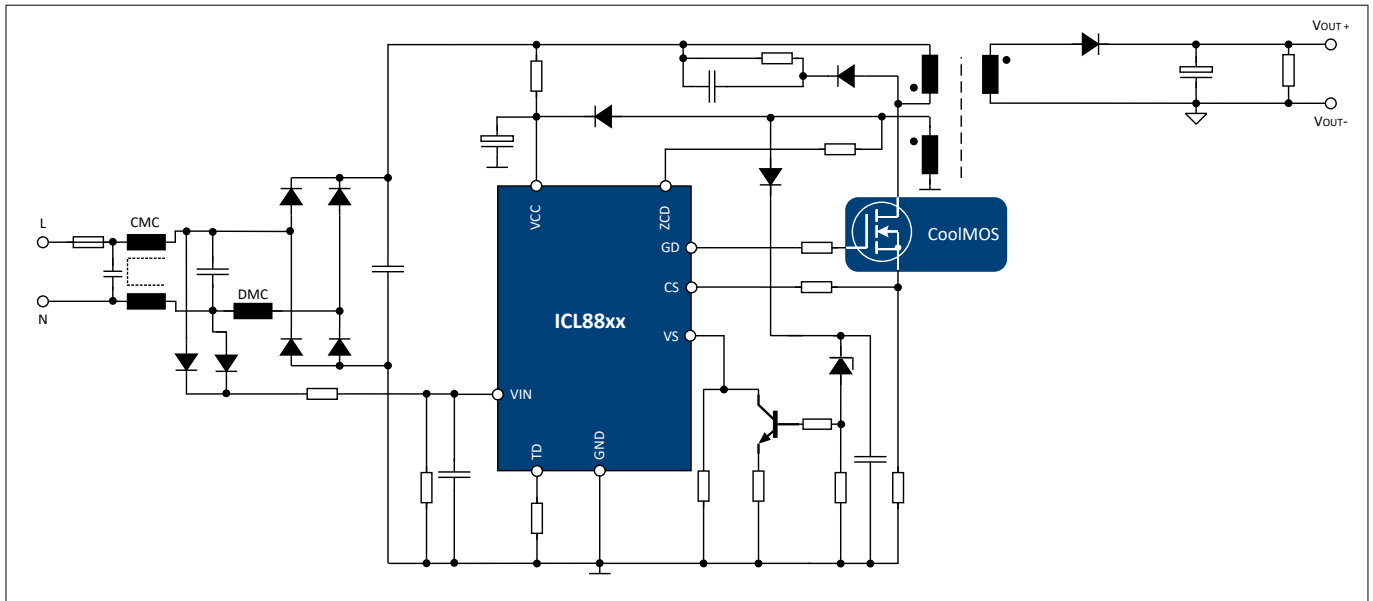 VOUT+
VOUT-
L
CMC
N
DMC
VCC
ZCD
GD
CoolMOS
CS
ICL88xx
VS
VIN
TD
GND